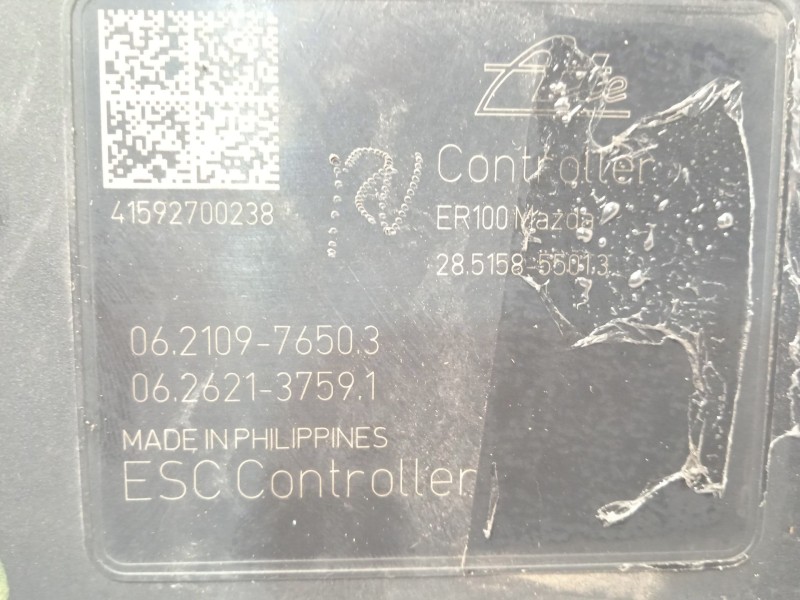 Ate
Controller
ER100 Mazda
28.5158-5501.3
41592700238
06.2109-7650.3
06.2621-3759.1
MADE IN PHILIPPINES
ESC Controller